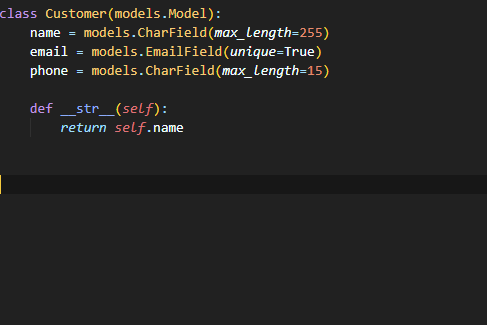 class Customer(models.Model):
    name = models.CharField(max_length=255)
    email = models.EmailField(unique=True)
    phone = models.CharField(max_length=15)
    def __str__(self):
        return self.name